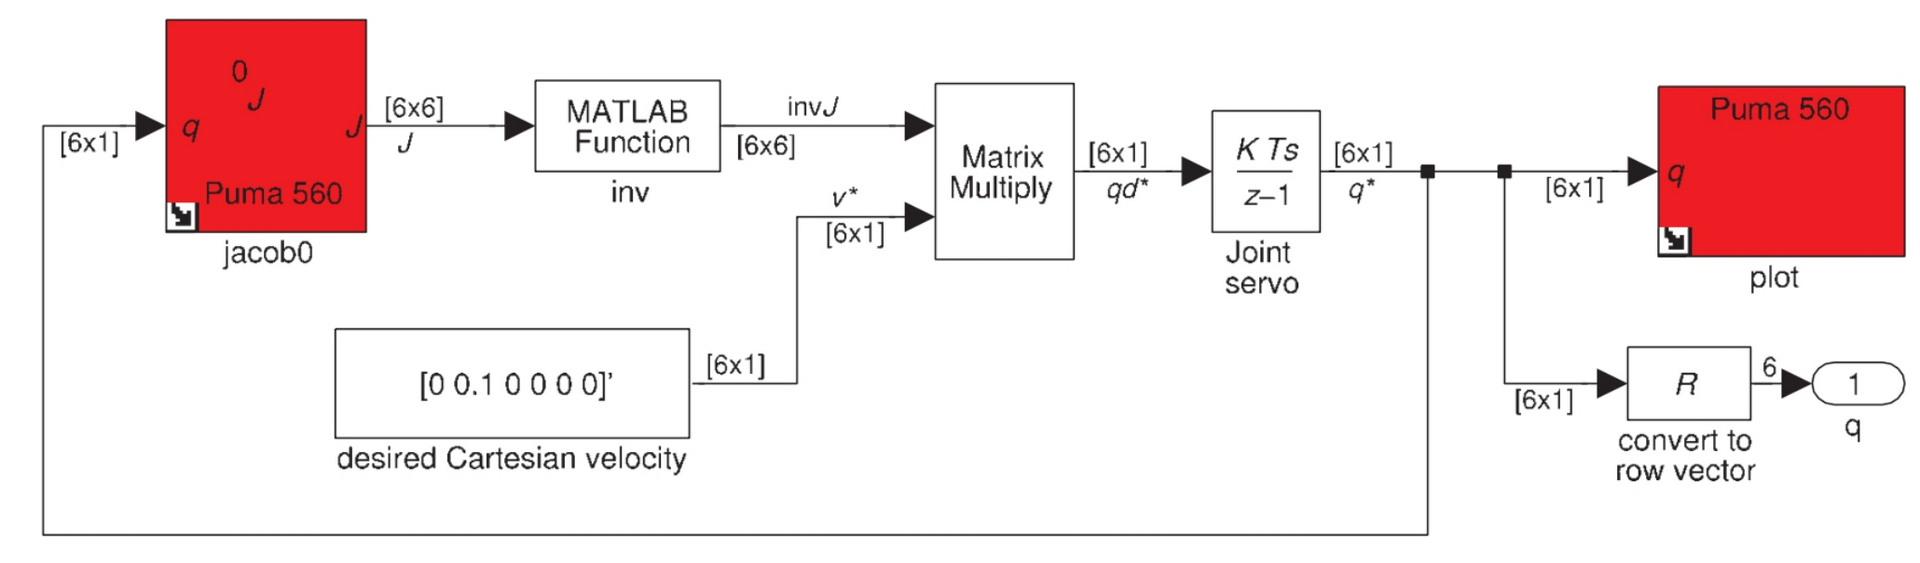 0
J
q
J
Puma 560
jacob0
[6x1]
[6x6]
J
MATLAB
Function
inv
invJ
[6x6]
v*
[6x1]
Matrix
Multiply
[6x1]
qd*
K Ts
z–1
Joint
servo
[6x1]
q*
[6x1]
Puma 560
q
plot
[0 0.1 0 0 0 0]'
desired Cartesian velocity
[6x1]
[6x1]
R
convert to
row vector
6
1
q